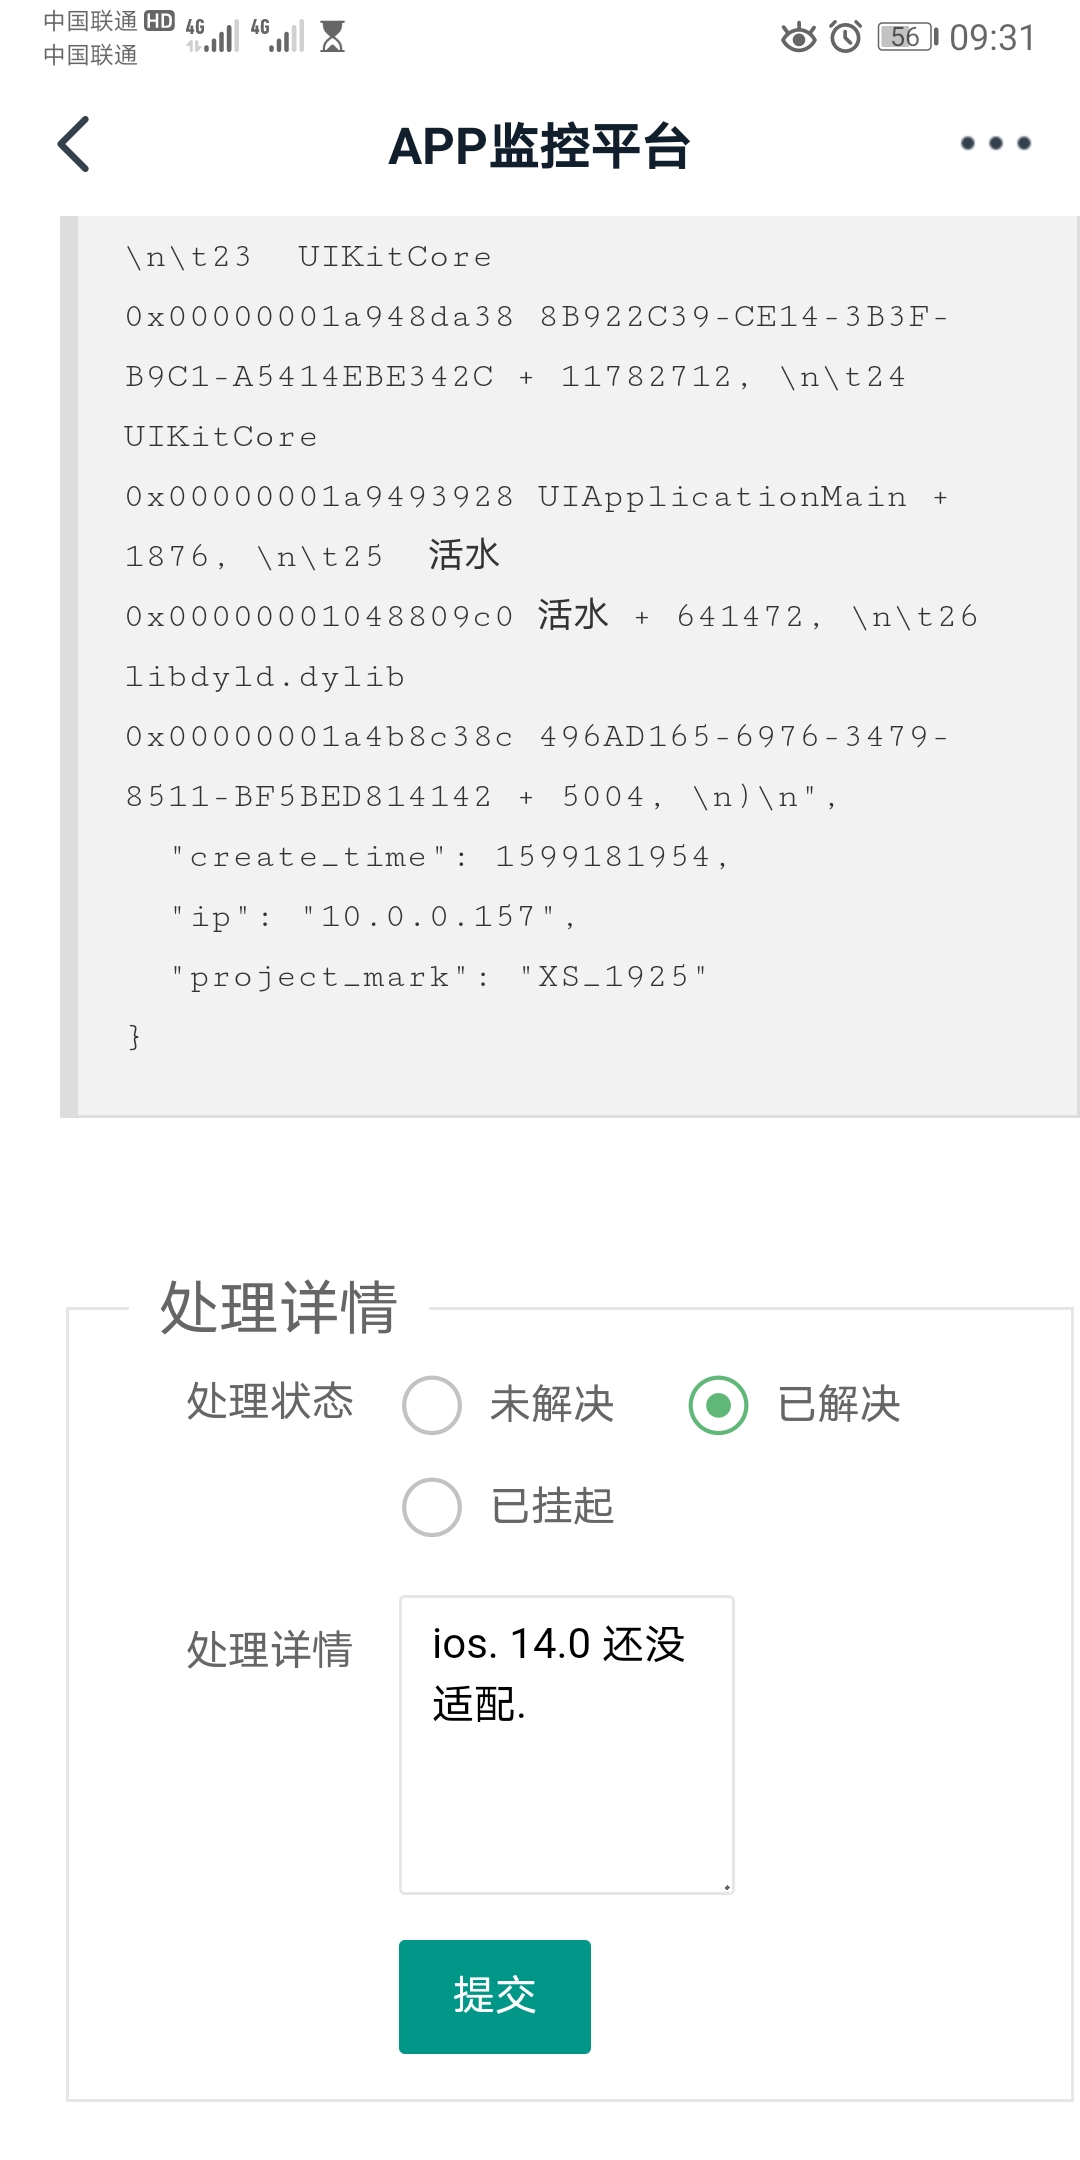 中国联通 HD 4G 4G 56 09:31
中国联通
APP监控平台
\n\t23  UIKitCore
0x00000001a948da38 8B922C39-CE14-3B3F-
B9C1-A5414EBE342C + 11782712, \n\t24
UIKitCore
0x00000001a9493928 UIApplicationMain +
1876, \n\t25  活水
0x00000001048809c0 活水 + 641472, \n\t26
libdyld.dylib
0x00000001a4b8c38c 496AD165-6976-3479-
8511-BF5BED814142 + 5004, \n)\n",
  "create_time": 1599181954,
  "ip": "10.0.0.157",
  "project_mark": "XS_1925"
}
处理详情
处理状态 未解决 已解决
已挂起
处理详情 ios. 14.0 还没
适配.
提交